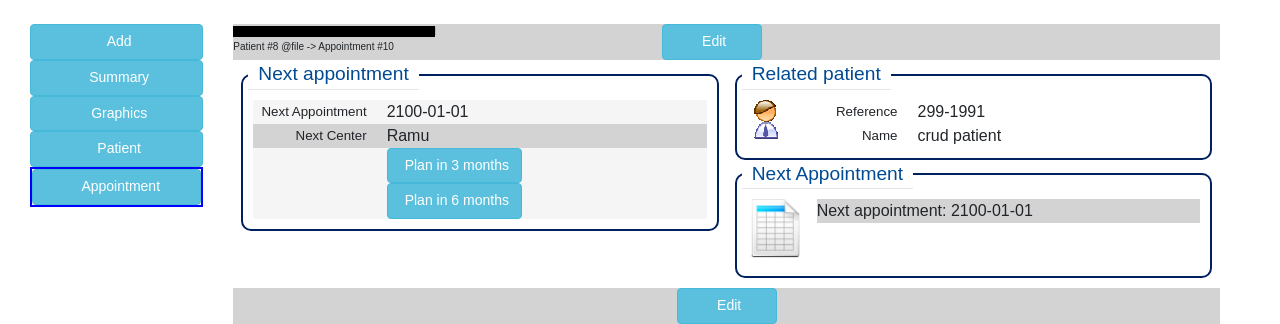 Add
Summary
Graphics
Patient
Appointment
Patient #8 @file -> Appointment #10
Edit
Next appointment
Next Appointment 2100-01-01
Next Center Ramu
Plan in 3 months
Plan in 6 months
Related patient
Reference 299-1991
Name crud patient
Next Appointment
Next appointment: 2100-01-01
Edit